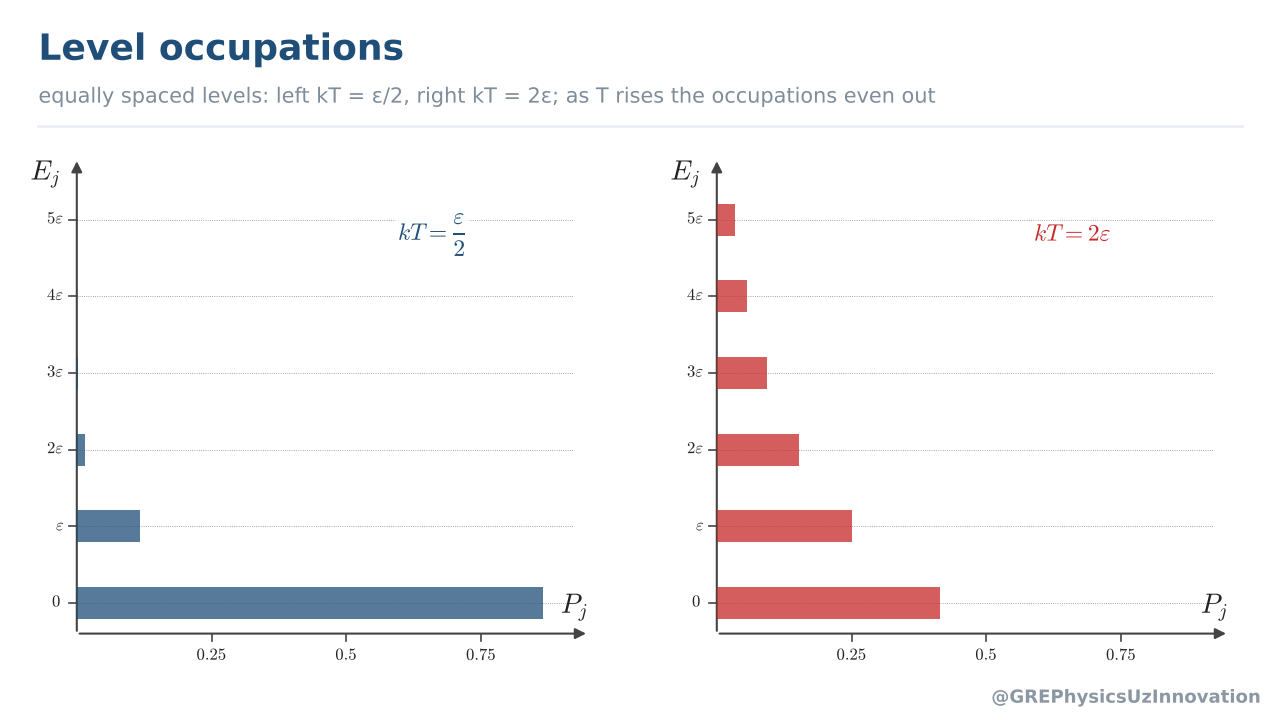 Level occupations
equally spaced levels: left kT = ε/2, right kT = 2ε; as T rises the occupations even out
E_j
5ε
4ε
3ε
2ε
ε
0
kT = ε/2
P_j
0.25 0.5 0.75
E_j
5ε
4ε
3ε
2ε
ε
0
kT = 2ε
P_j
0.25 0.5 0.75
@GREPhysicsUzInnovation